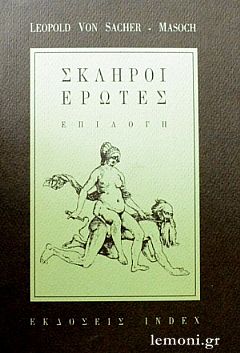 LEOPOLD VON SACHER - MASOCH
ΣΚΛΗΡΟΙ
ΕΡΩΤΕΣ
ΕΠΙΛΟΓΗ
ΕΚΔΟΣΕΙΣ INDEX
lemoni.gr